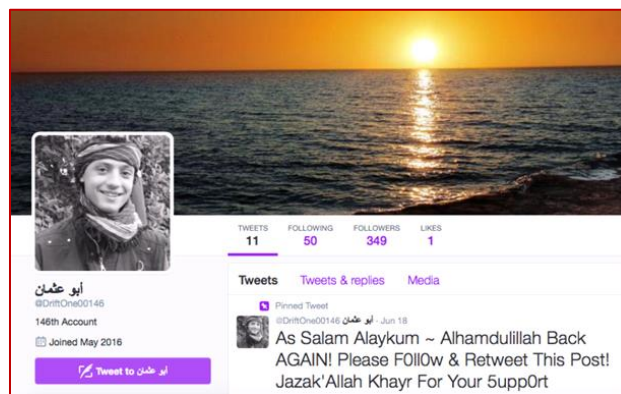 TWEETS FOLLOWING FOLLOWERS LIKES
11 50 349 1
Tweets Tweets & replies Media
أبو عثمان
@DriftOne00146
146th Account
Joined May 2016
Tweet to أبو عثمان
Pinned Tweet
@DriftOne00146 أبو عثمان · Jun 18
As Salam Alaykum ~ Alhamdulillah Back
AGAIN! Please F0ll0w & Retweet This Post!
Jazak'Allah Khayr For Your 5upp0rt